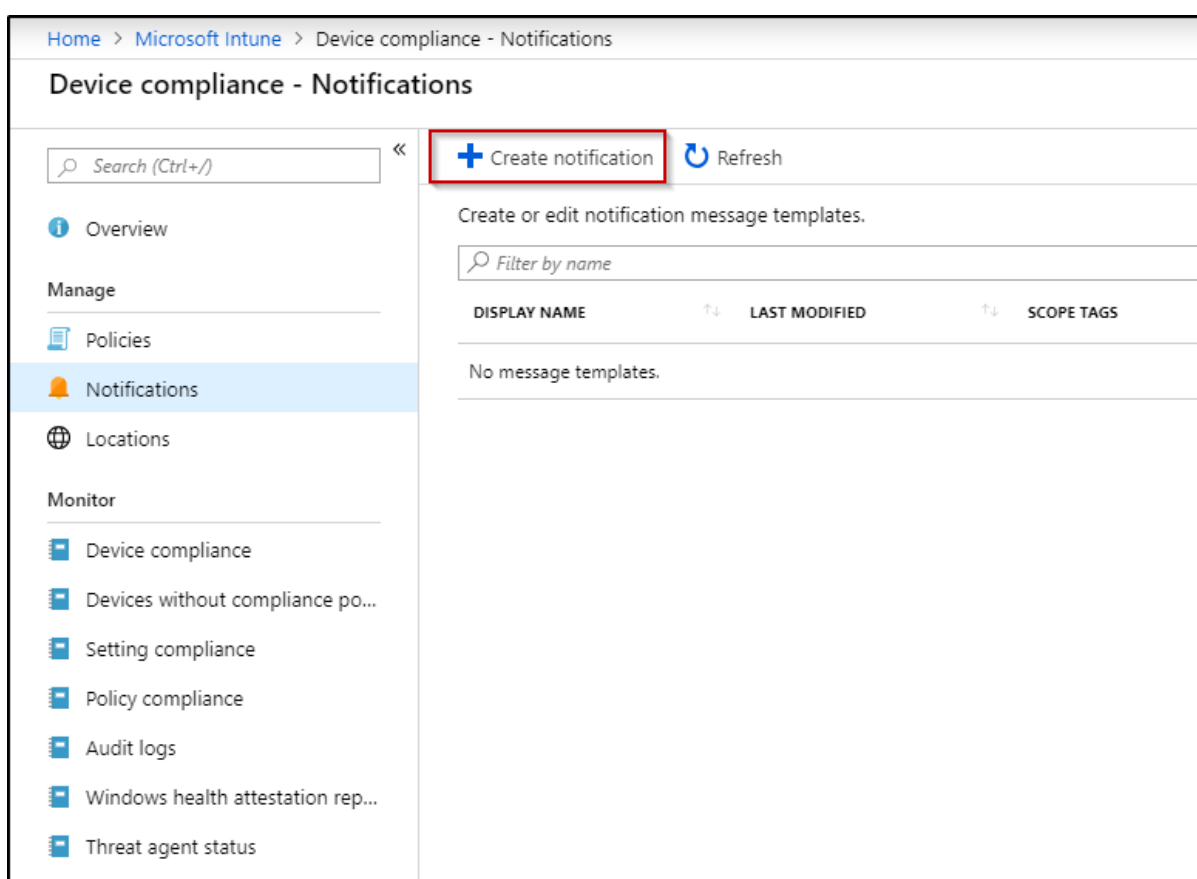 Home > Microsoft Intune > Device compliance - Notifications
Device compliance - Notifications
Search (Ctrl+/)
«
Overview
Manage
Policies
Notifications
Locations
Monitor
Device compliance
Devices without compliance po...
Setting compliance
Policy compliance
Audit logs
Windows health attestation rep...
Threat agent status
Create notification
Refresh
Create or edit notification message templates.
Filter by name
DISPLAY NAME ↑↓ LAST MODIFIED ↑↓ SCOPE TAGS
No message templates.